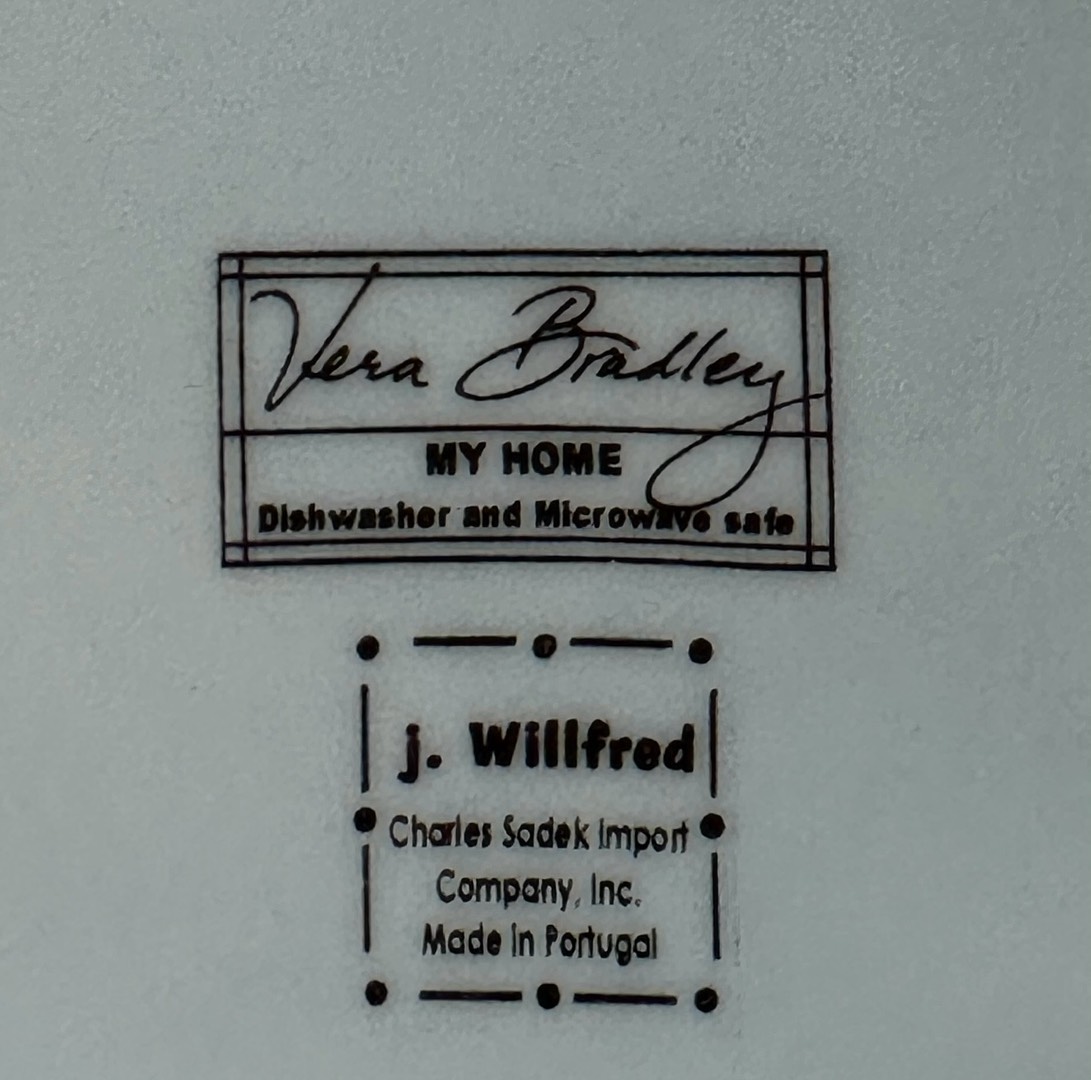 Vera Bradley
MY HOME
Dishwasher and Microwave safe
j. Willfred
Charles Sadek Import
Company, Inc.
Made in Portugal